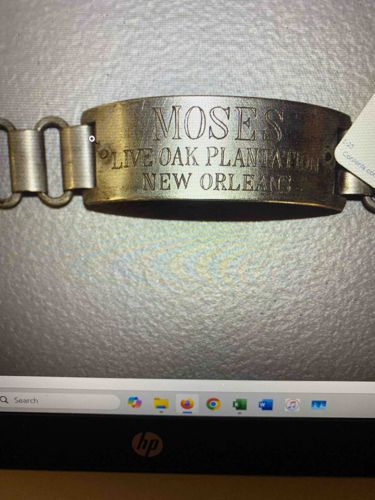 MOSES
LIVE OAK PLANTATION
NEW ORLEANS
Search
hp